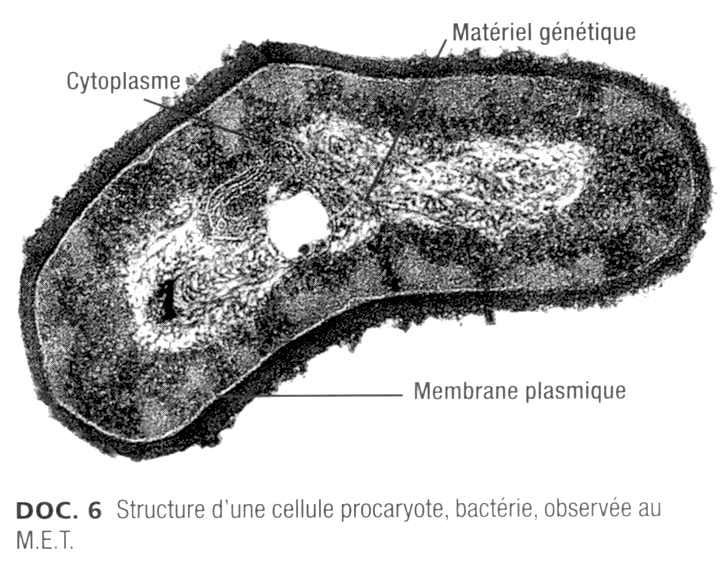 Matériel génétique
Cytoplasme
Membrane plasmique
DOC. 6 Structure d'une cellule procaryote, bactérie, observée au
M.E.T.